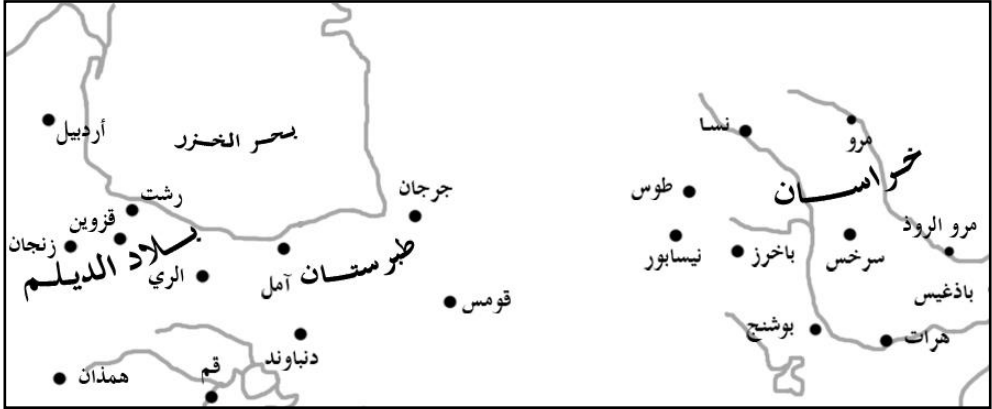 نسا
مرو
أردبيل
بحر الخزر
خراسان
طوس
جرجان
رشت
مرو الروذ
قزوين
زنجان
بلاد الديلم
الري
آمل
طبرستان
نيسابور
باخرز
سرخس
باذغيس
قومس
بوشنج
هرات
دنباوند
قم
همذان